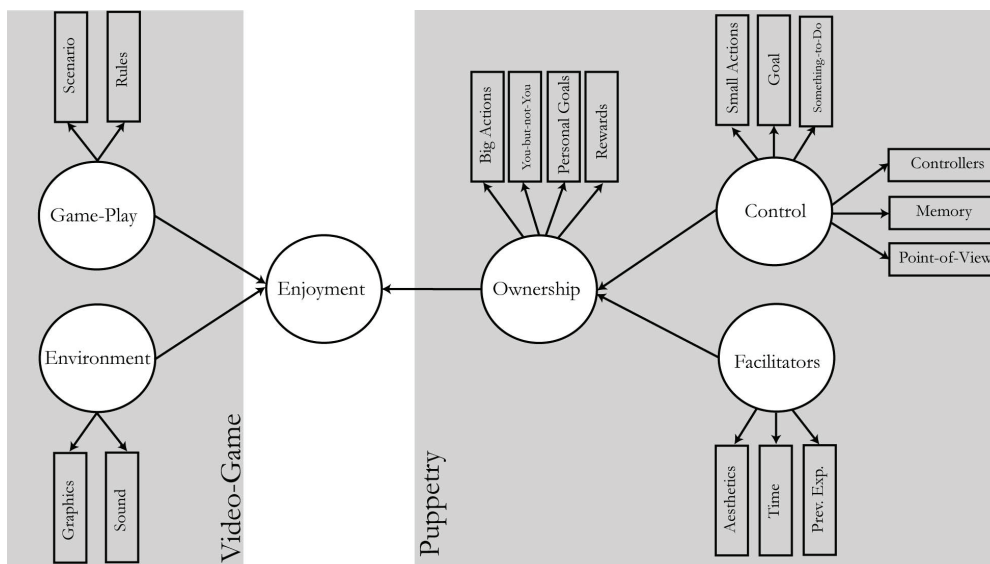 Scenario
Rules
Game-Play
Environment
Graphics
Sound
Video-Game
Enjoyment
Puppetry
Big Actions
You-but-not-You
Personal Goals
Rewards
Ownership
Small Actions
Goal
Something-to-Do
Control
Controllers
Memory
Point-of-View
Facilitators
Aesthetics
Time
Prev. Exp.